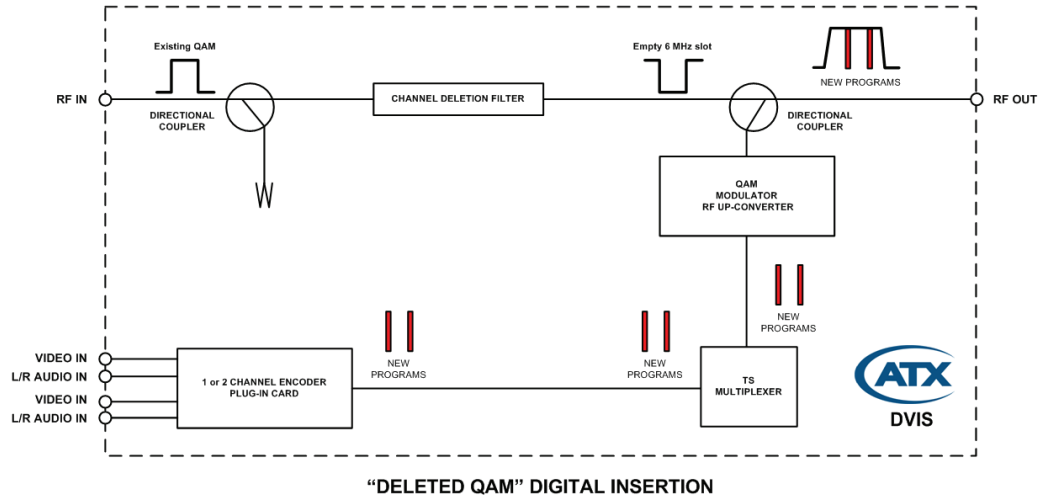 Existing QAM
Empty 6 MHz slot
NEW PROGRAMS
RF IN
CHANNEL DELETION FILTER
RF OUT
DIRECTIONAL
COUPLER
DIRECTIONAL
COUPLER
QAM
MODULATOR
RF UP-CONVERTER
NEW
PROGRAMS
VIDEO IN
L/R AUDIO IN
VIDEO IN
L/R AUDIO IN
1 or 2 CHANNEL ENCODER
PLUG-IN CARD
NEW
PROGRAMS
NEW
PROGRAMS
TS
MULTIPLEXER
ATX
DVIS
“DELETED QAM” DIGITAL INSERTION